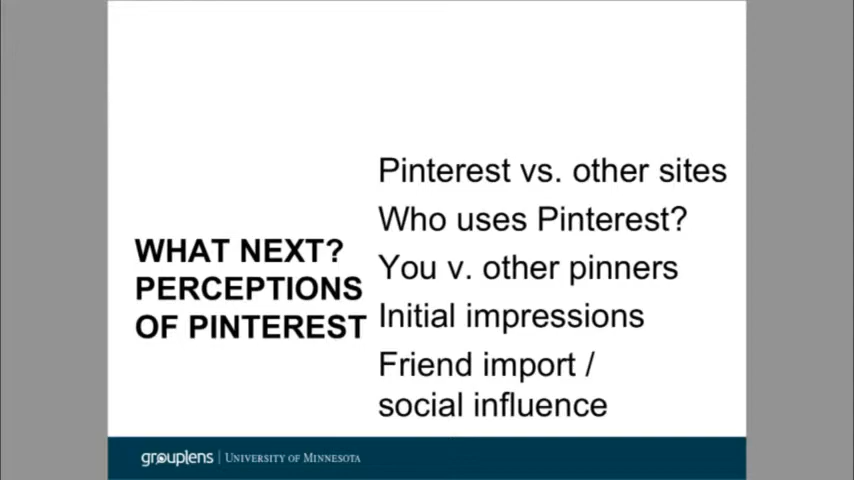 WHAT NEXT?
PERCEPTIONS
OF PINTEREST
Pinterest vs. other sites
Who uses Pinterest?
You v. other pinners
Initial impressions
Friend import /
social influence
grouplens | UNIVERSITY OF MINNESOTA